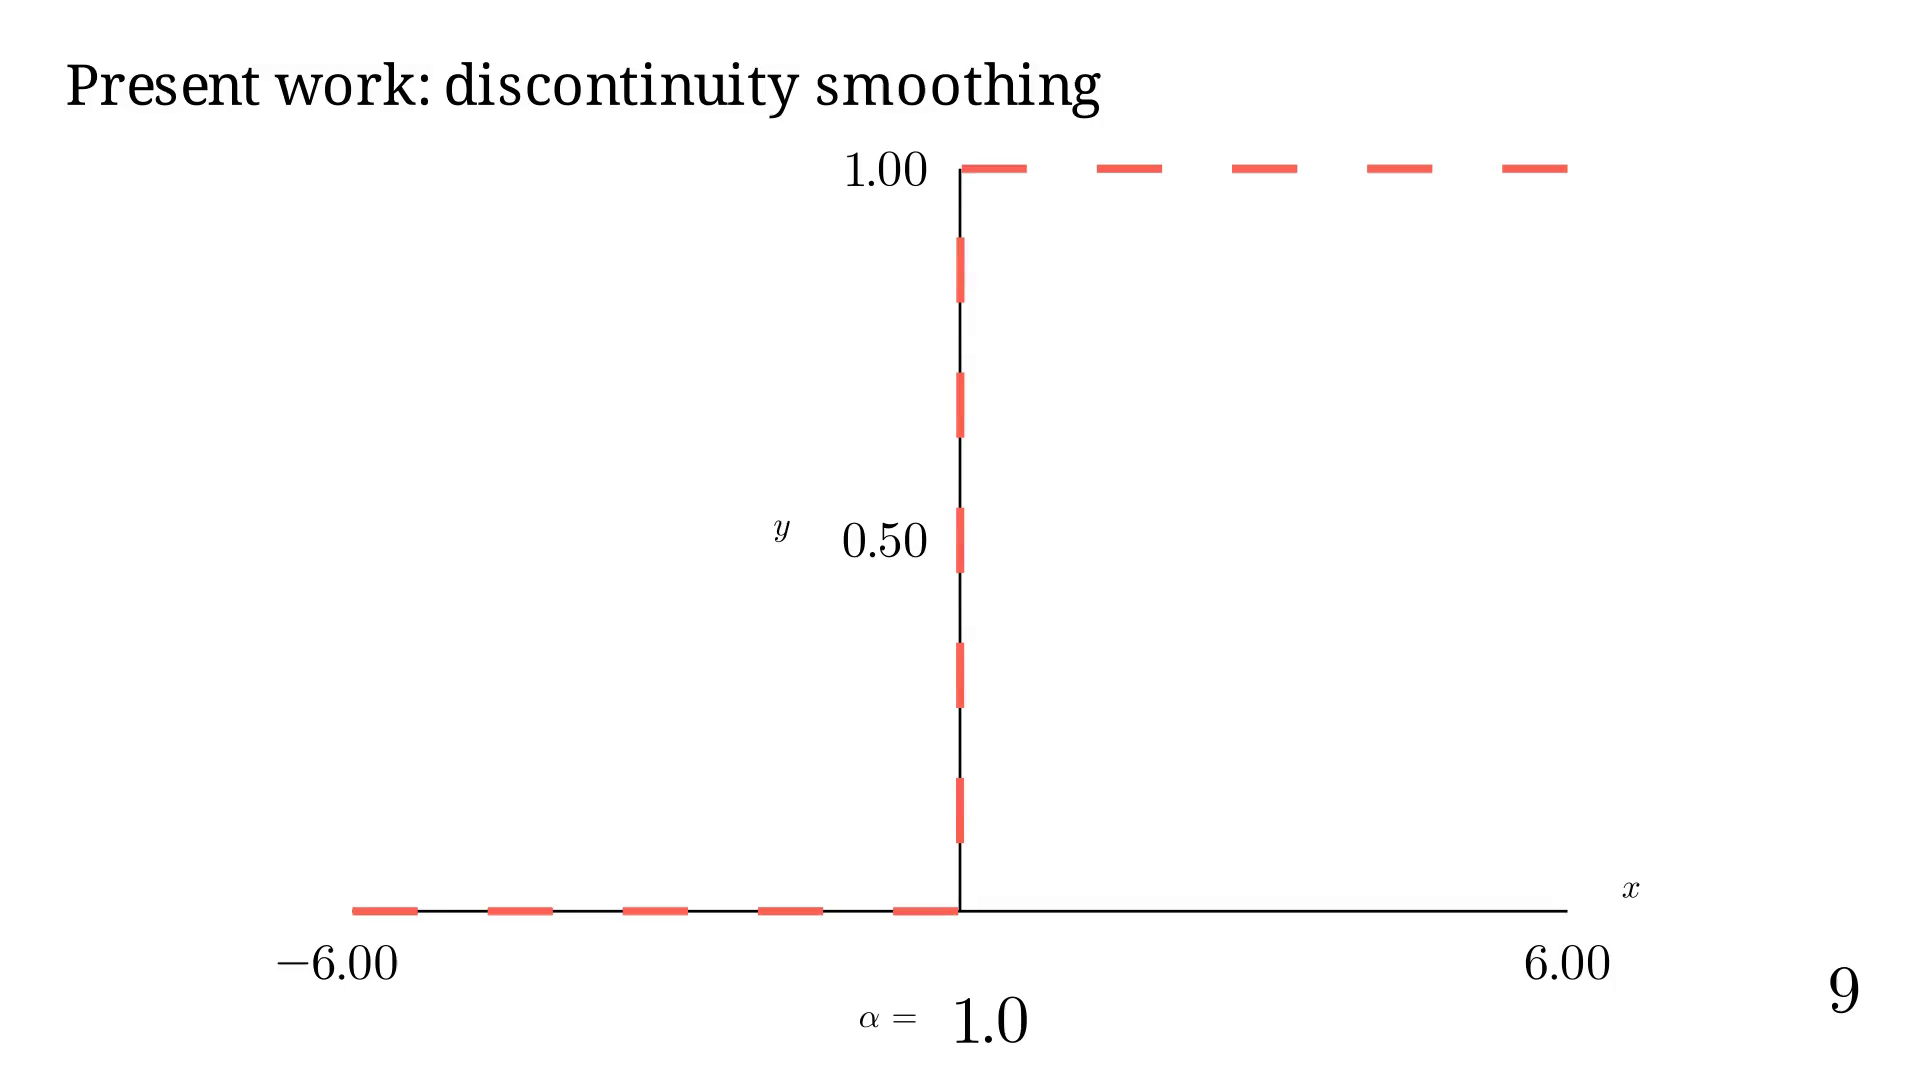 Present work: discontinuity smoothing
1.00
y 0.50
x
−6.00 6.00
9
α = 1.0